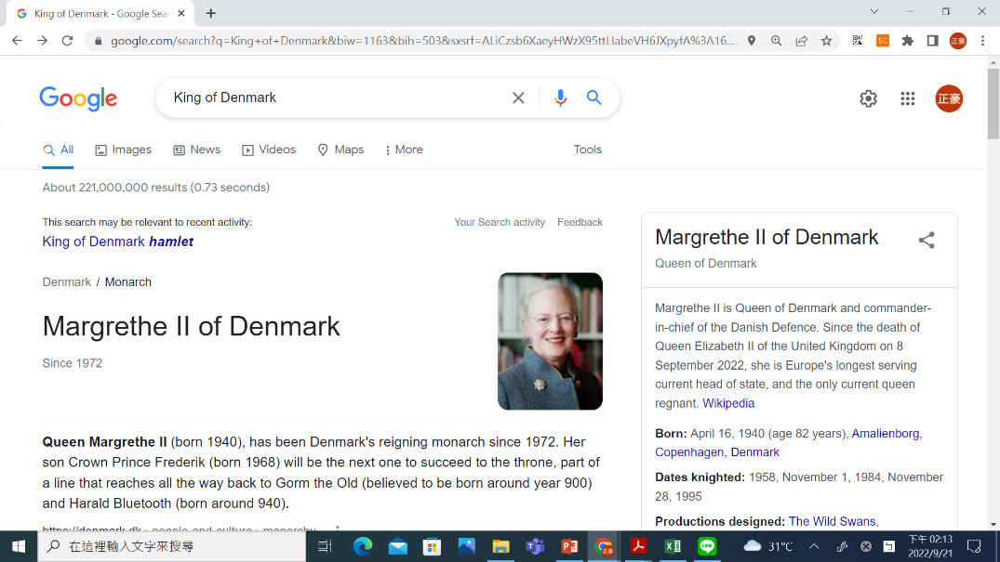 King of Denmark - Google Sear
google.com/search?q=King+of+Denmark&biw=1163&bih=503&sxsrf=ALiCzsb6XaeyHWzX95ttLIabeVH6JXpyfA%3A16...
SC
正豪
Google
King of Denmark
正豪
All
Images
News
Videos
Maps
More
Tools
About 221,000,000 results (0.73 seconds)
This search may be relevant to recent activity:
Your Search activity
Feedback
King of Denmark hamlet
Denmark / Monarch
Margrethe II of Denmark
Since 1972
Queen Margrethe II (born 1940), has been Denmark's reigning monarch since 1972. Her
son Crown Prince Frederik (born 1968) will be the next one to succeed to the throne, part of
a line that reaches all the way back to Gorm the Old (believed to be born around year 900)
and Harald Bluetooth (born around 940).
https://denmark.dk › people-and-culture › monarchy
Margrethe II of Denmark
Queen of Denmark
Margrethe II is Queen of Denmark and commander-
in-chief of the Danish Defence. Since the death of
Queen Elizabeth II of the United Kingdom on 8
September 2022, she is Europe's longest serving
current head of state, and the only current queen
regnant. Wikipedia
Born: April 16, 1940 (age 82 years), Amalienborg,
Copenhagen, Denmark
Dates knighted: 1958, November 1, 1984, November
28, 1995
Productions designed: The Wild Swans,
在這裡輸入文字來搜尋
31°C
下午 02:13
2022/9/21